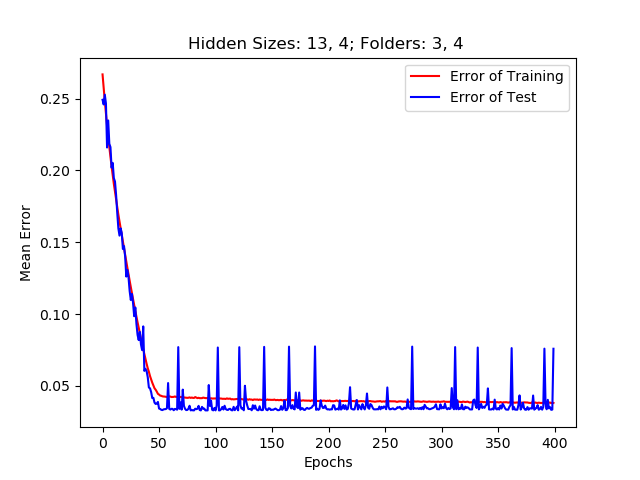 Hidden Sizes: 13, 4; Folders: 3, 4
Error of Training
Error of Test
Mean Error
0.25
0.20
0.15
0.10
0.05
0 50 100 150 200 250 300 350 400
Epochs